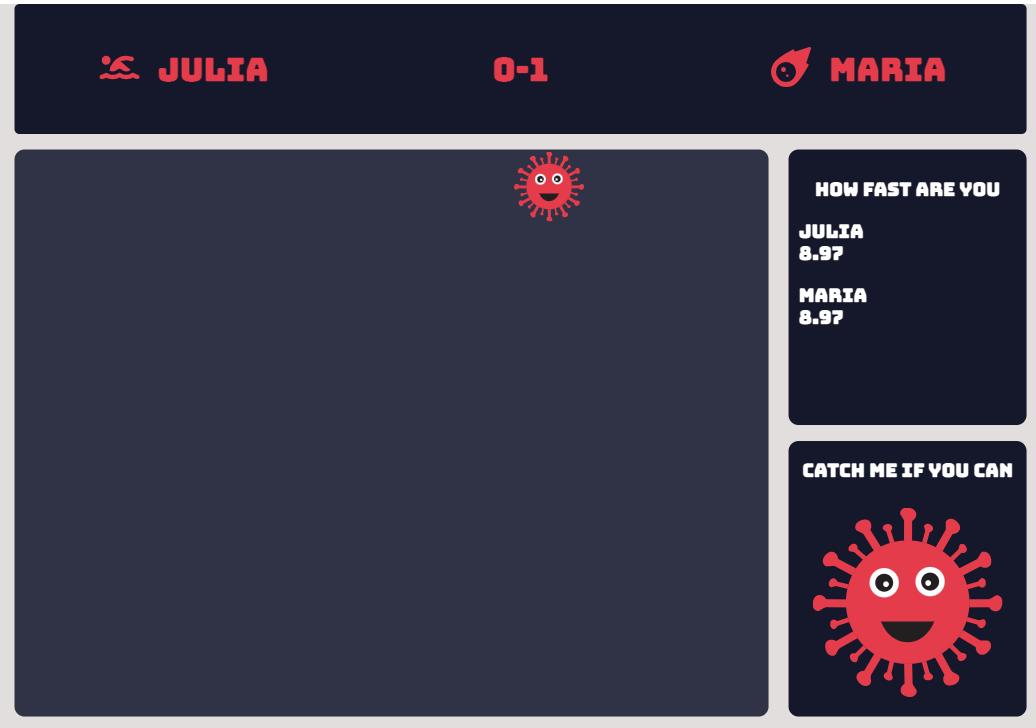 JULIA
0-1
MARIA
HOW FAST ARE YOU
JULIA
8.97
MARIA
8.97
CATCH ME IF YOU CAN